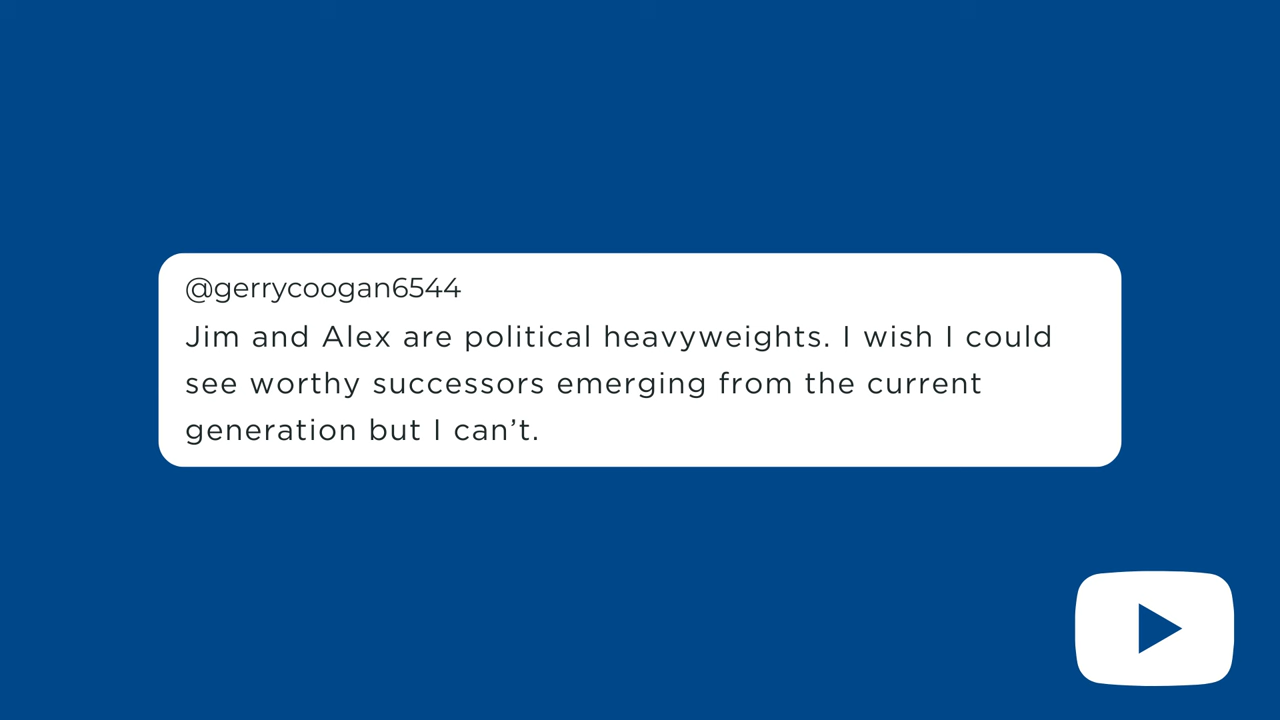 @gerrycoogan6544
Jim and Alex are political heavyweights. I wish I could
see worthy successors emerging from the current
generation but I can’t.